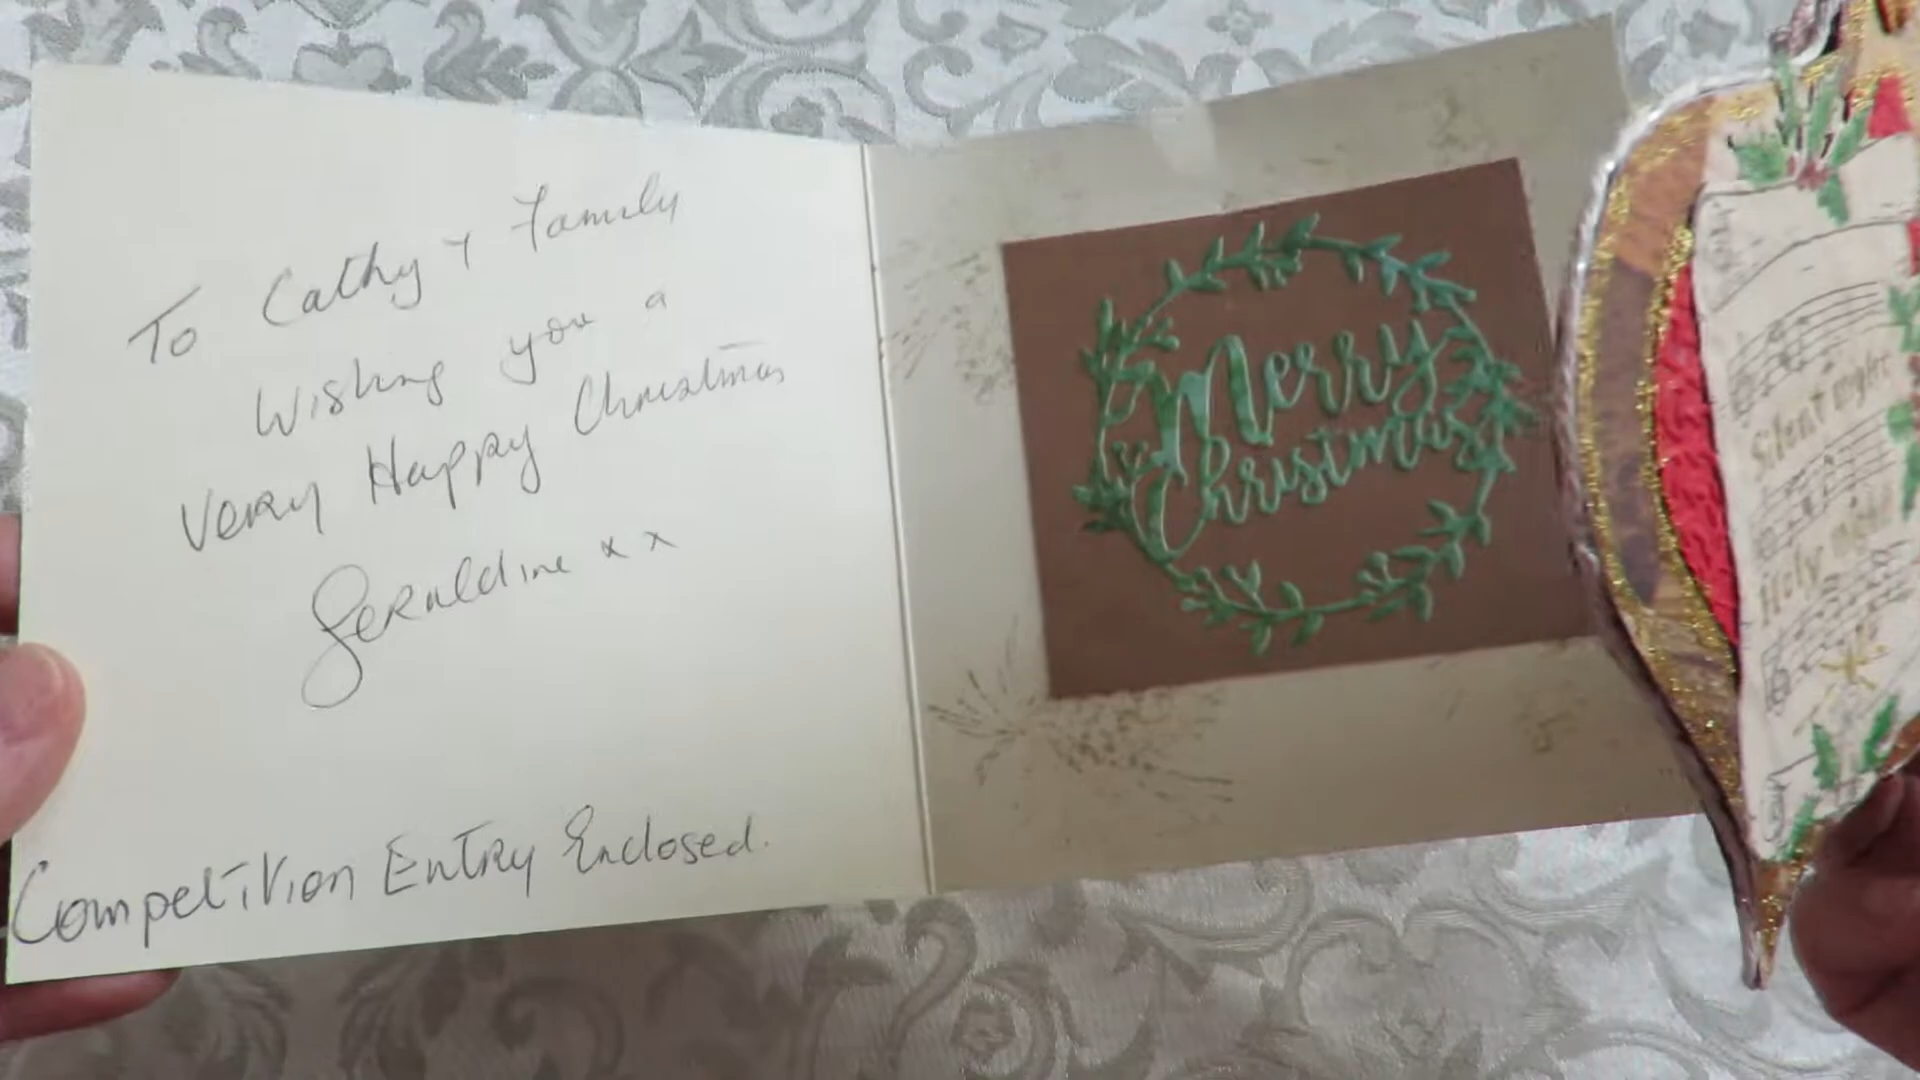 To Cathy + Family
Wishing you a
Very Happy Christmas
Geraldine x x
Competition Entry Enclosed.
Merry
Christmas
Silent night
Holy night